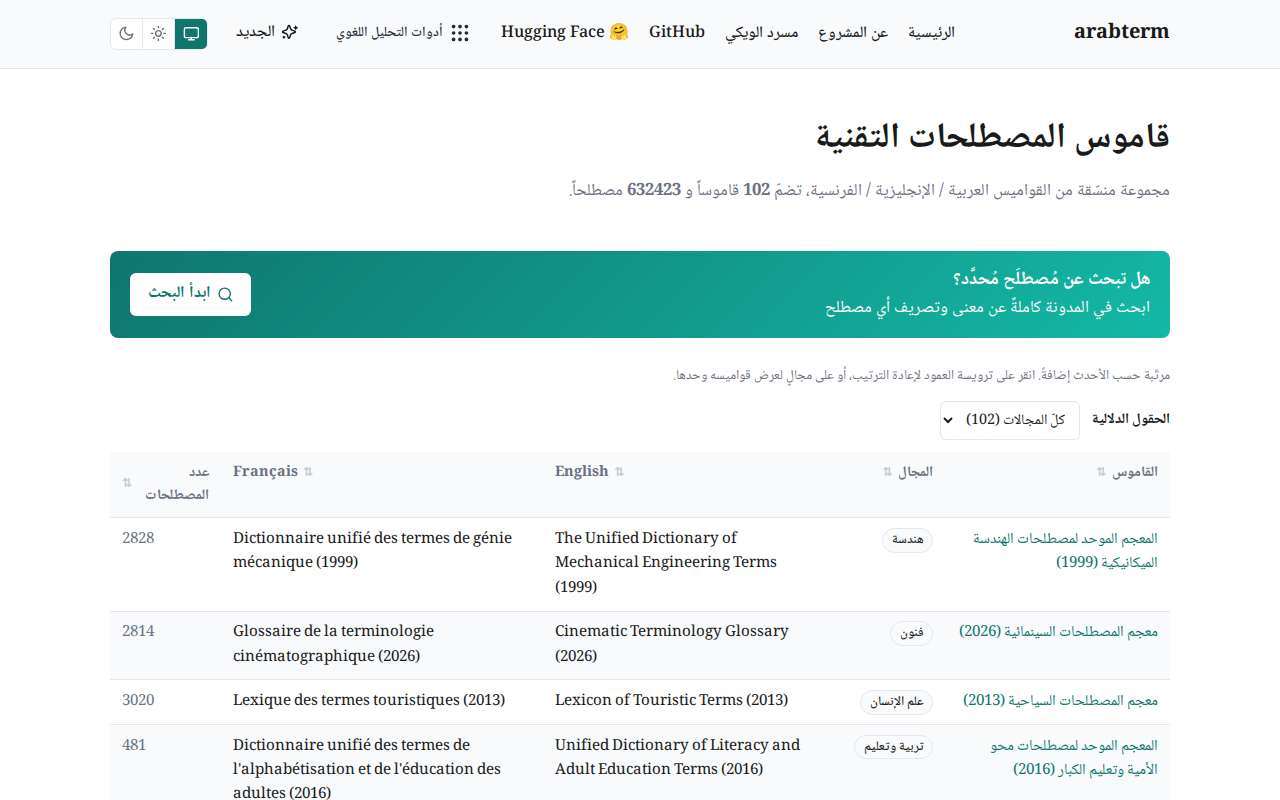 arabterm
الرئيسية
عن المشروع
مسرد الويكي
GitHub
🤗 Hugging Face
أدوات التحليل اللغوي
الجديد
قاموس المصطلحات التقنية
مجموعة منسّقة من القواميس العربية / الإنجليزية / الفرنسية، تضمّ 102 قاموساً و 632423 مصطلحاً.
هل تبحث عن مُصطلَح مُحدَّد؟
ابحث في المدونة كاملةً عن معنى وتصريف أي مصطلح
ابدأ البحث
مرتّبة حسب الأحدث إضافةً. انقر على ترويسة العمود لإعادة الترتيب، أو على مجالٍ لعرض قواميسه وحدها.
الحقول الدلالية
كلّ المجالات (102)
القاموس ⇅
المجال ⇅
English ⇅
Français ⇅
عدد
المصطلحات ⇅
المعجم الموحد لمصطلحات الهندسة
الميكانيكية (1999)
هندسة
The Unified Dictionary of
Mechanical Engineering Terms
(1999)
Dictionnaire unifié des termes de génie
mécanique (1999)
2828
معجم المصطلحات السينمائية (2026)
فنون
Cinematic Terminology Glossary
(2026)
Glossaire de la terminologie
cinématographique (2026)
2814
معجم المصطلحات السياحية (2013)
علم الإنسان
Lexicon of Touristic Terms (2013)
Lexique des termes touristiques (2013)
3020
المعجم الموحد لمصطلحات محو
الأمية وتعليم الكبار (2016)
تربية وتعليم
Unified Dictionary of Literacy and
Adult Education Terms (2016)
Dictionnaire unifié des termes de
l'alphabétisation et de l'éducation des
adultes (2016)
481